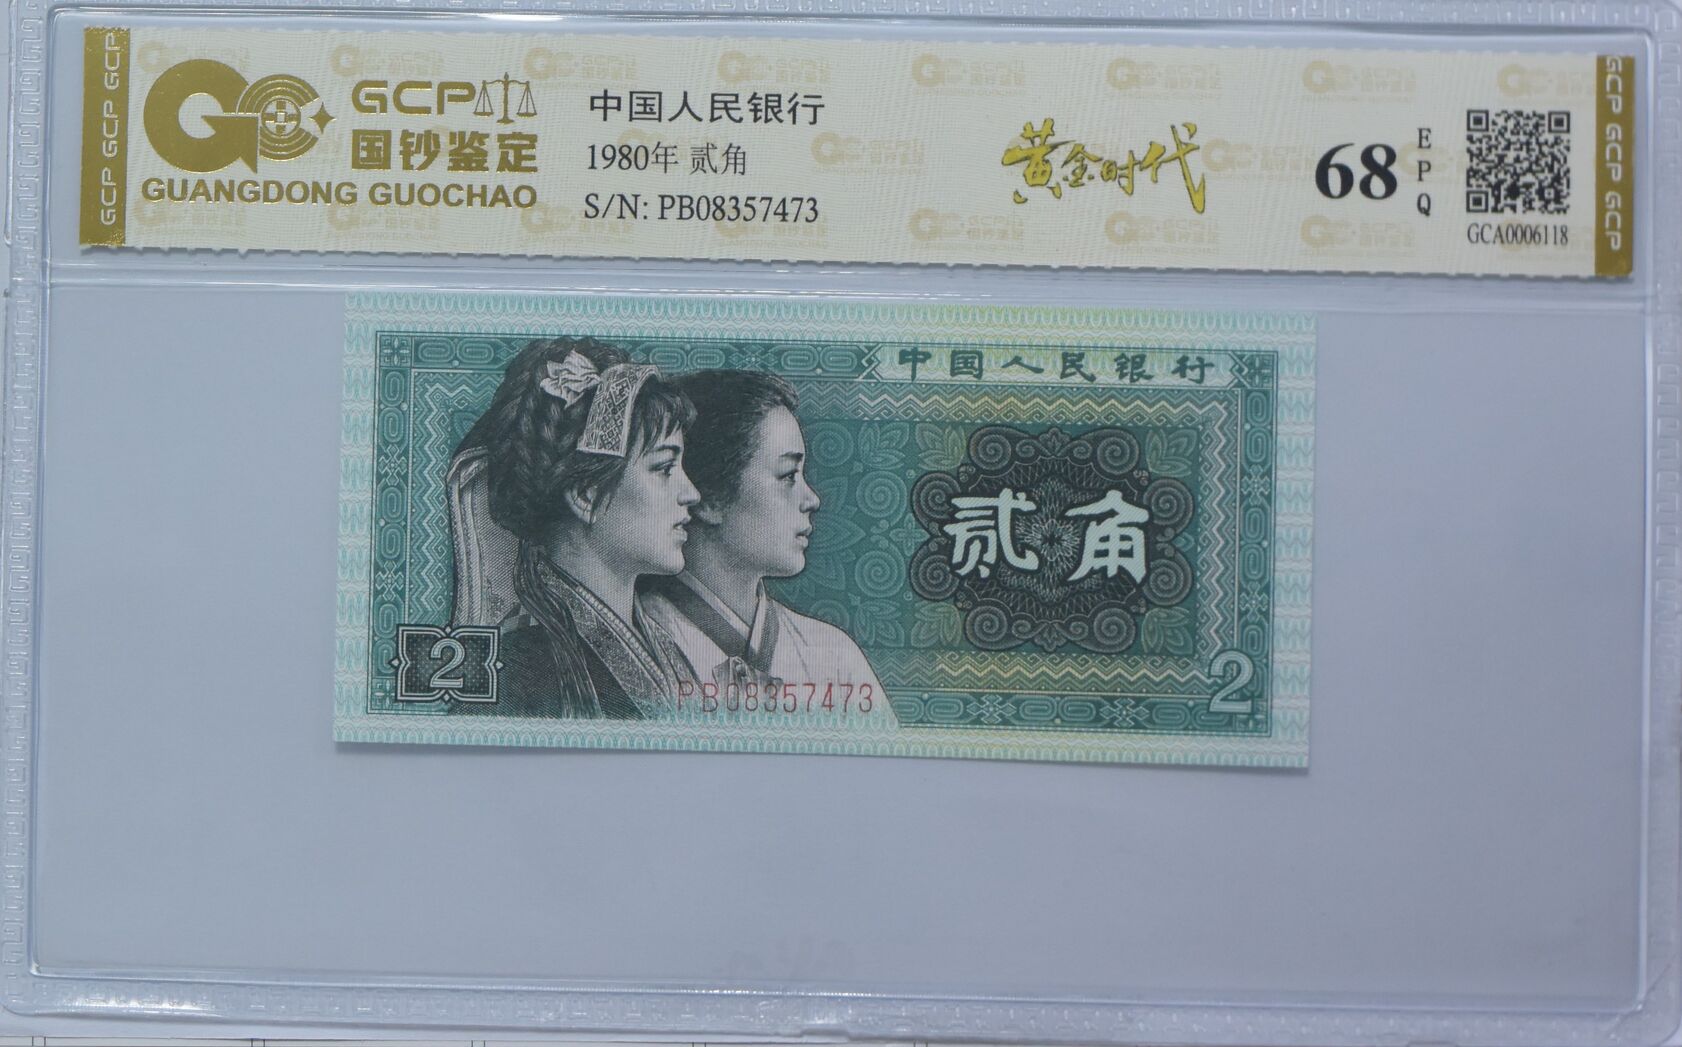 GCP GCP GCP
GCP
国钞鉴定
GUANGDONG GUOCHAO
中国人民银行
1980年 贰角
S/N: PB08357473
黄金时代
68
EPQ
GCA0006118
GCP GCP GCP
中国人民银行
贰角
2
2
PB08357473